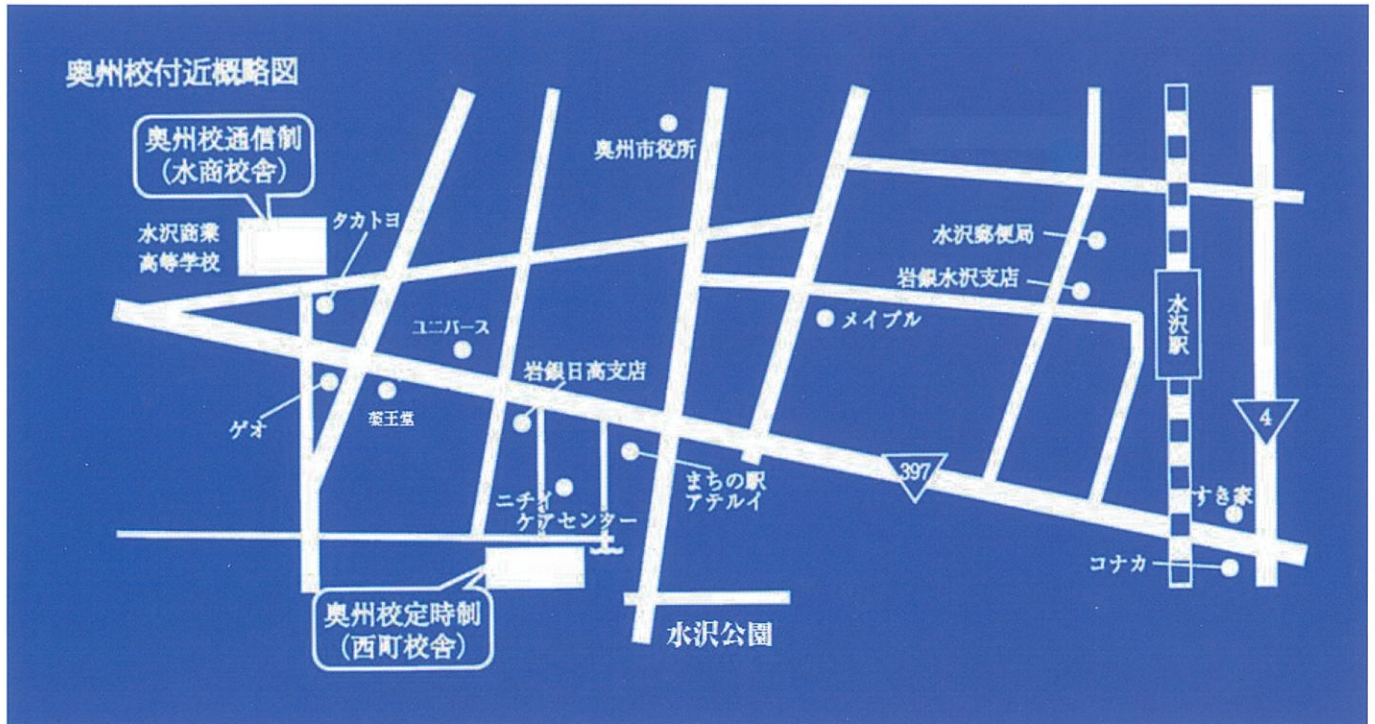 奥州校付近概略図
奥州校通信制
(水商校舎)
奥州市役所
水沢商業
高等学校
タカトヨ
水沢郵便局
岩銀水沢支店
メイプル
水沢駅
ユニバース
岩銀日高支店
ゲオ
薬王堂
4
397
まちの駅
アテルイ
ニチイ
ケアセンター
すき家
コナカ
奥州校定時制
(西町校舎)
水沢公園